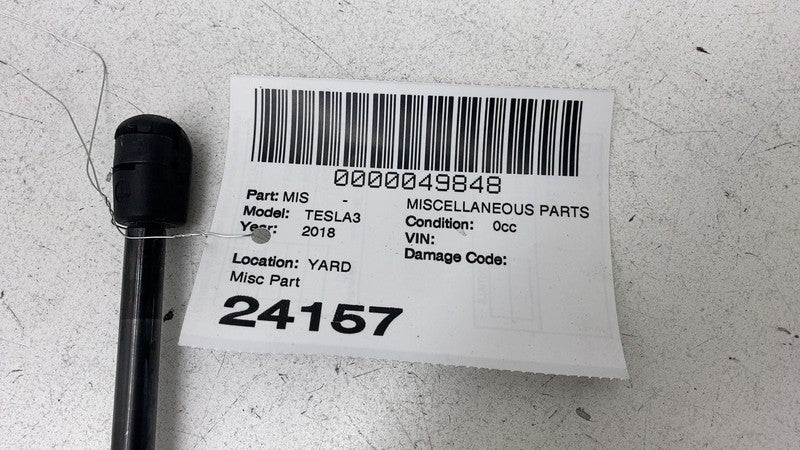 0000049848
Part: MIS - MISCELLANEOUS PARTS
Model: TESLA3 Condition: 0cc
Year: 2018 VIN:
Damage Code:
Location: YARD
Misc Part
24157